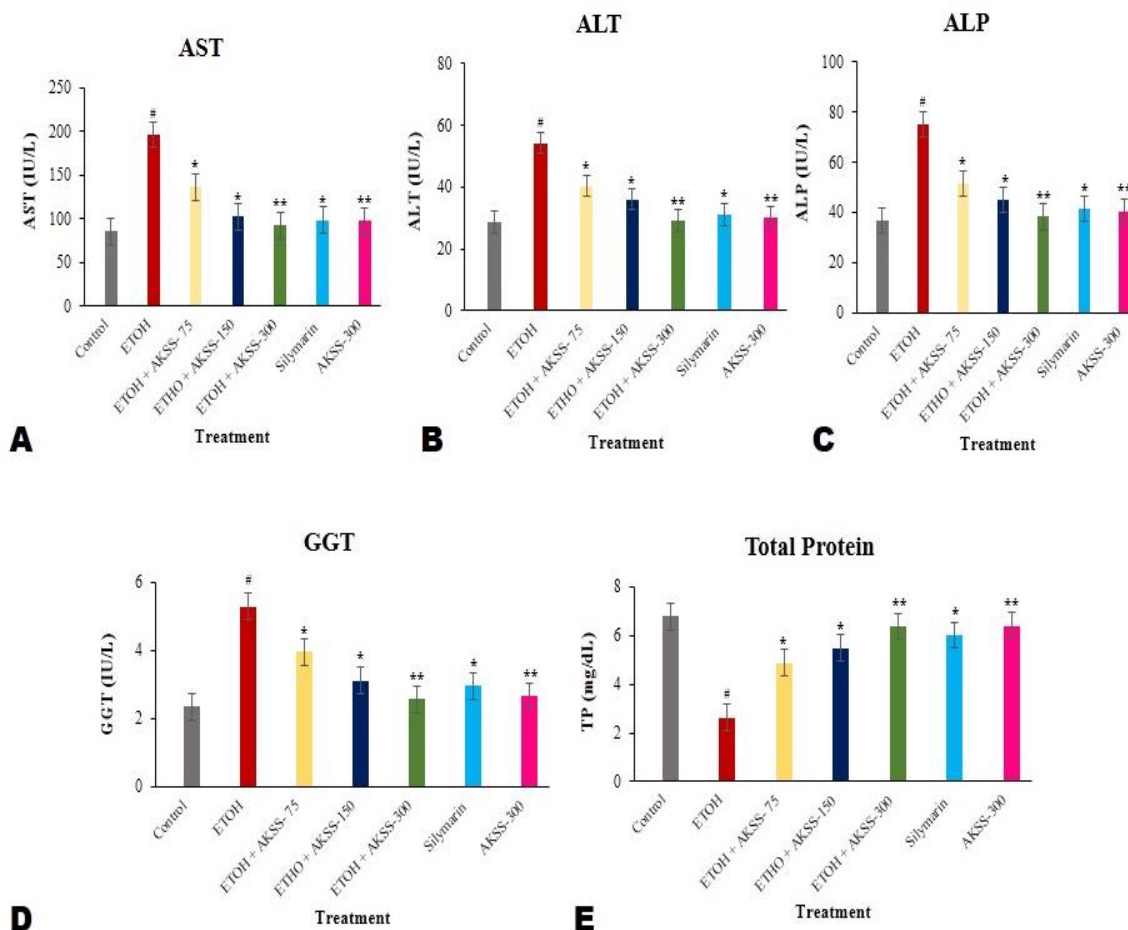 AST
AST (IU/L)
250
200
150
100
50
0
#
*
*
**
*
**
Control
ETOH
ETOH + AKSS- 75
ETHO + AKSS-150
ETOH + AKSS-300
Silymarin
AKSS-300
Treatment
A
ALT
ALT (IU/L)
80
60
40
20
0
#
*
*
**
*
**
Control
ETOH
ETOH + AKSS- 75
ETHO + AKSS-150
ETOH + AKSS-300
Silymarin
AKSS-300
Treatment
B
ALP
ALP (IU/L)
100
80
60
40
20
0
#
*
*
**
*
**
Control
ETOH
ETOH + AKSS- 75
ETHO + AKSS-150
ETOH + AKSS-300
Silymarin
AKSS-300
Treatment
C
GGT
GGT (IU/L)
6
4
2
0
#
*
*
**
*
**
Control
ETOH
ETOH + AKSS- 75
ETHO + AKSS-150
ETOH + AKSS-300
Silymarin
AKSS-300
Treatment
D
Total Protein
TP (mg/dL)
8
6
4
2
0
#
*
*
**
*
**
Control
ETOH
ETOH + AKSS- 75
ETHO + AKSS-150
ETOH + AKSS-300
Silymarin
AKSS-300
Treatment
E